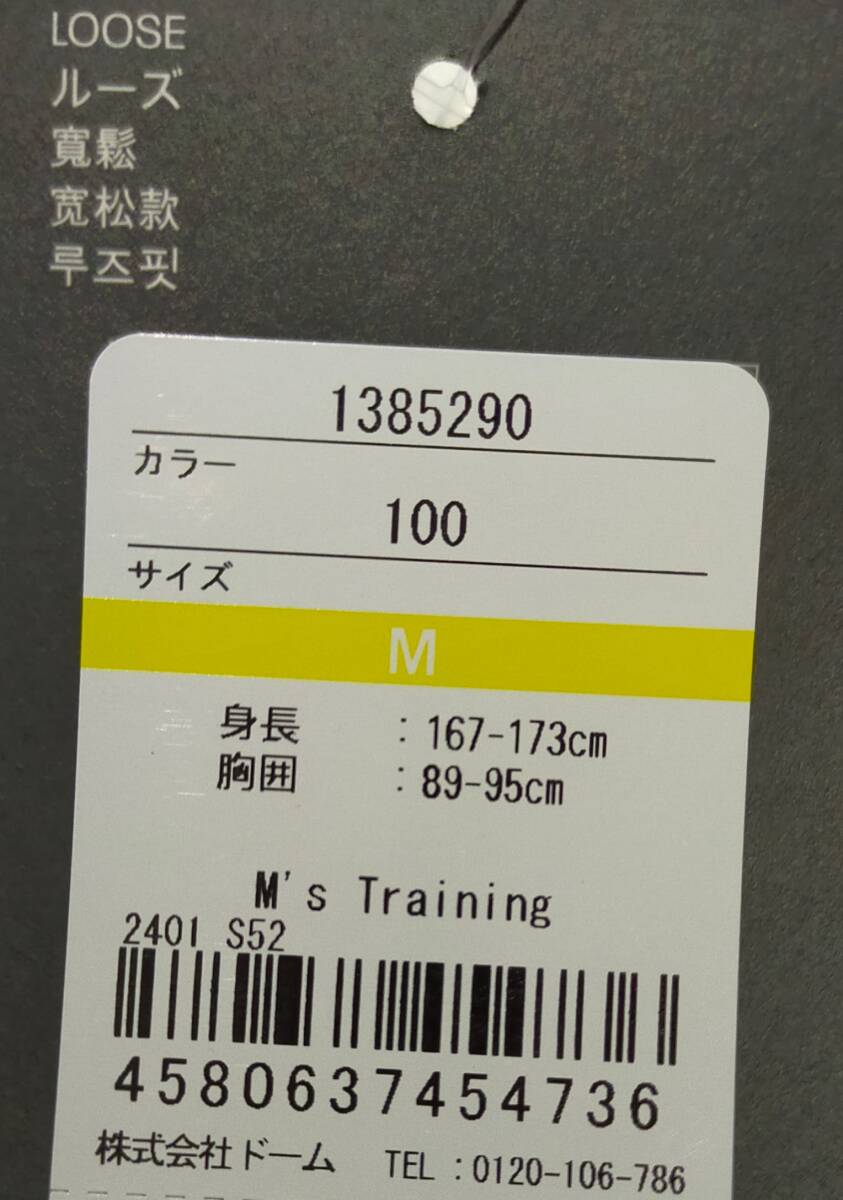 LOOSE
ルーズ
寬鬆
宽松款
루즈핏
1385290
カラー
100
サイズ
M
身長 : 167-173cm
胸囲 : 89-95cm
M's Training
2401 S52
4580637454736
株式会社ドーム TEL:0120-106-786